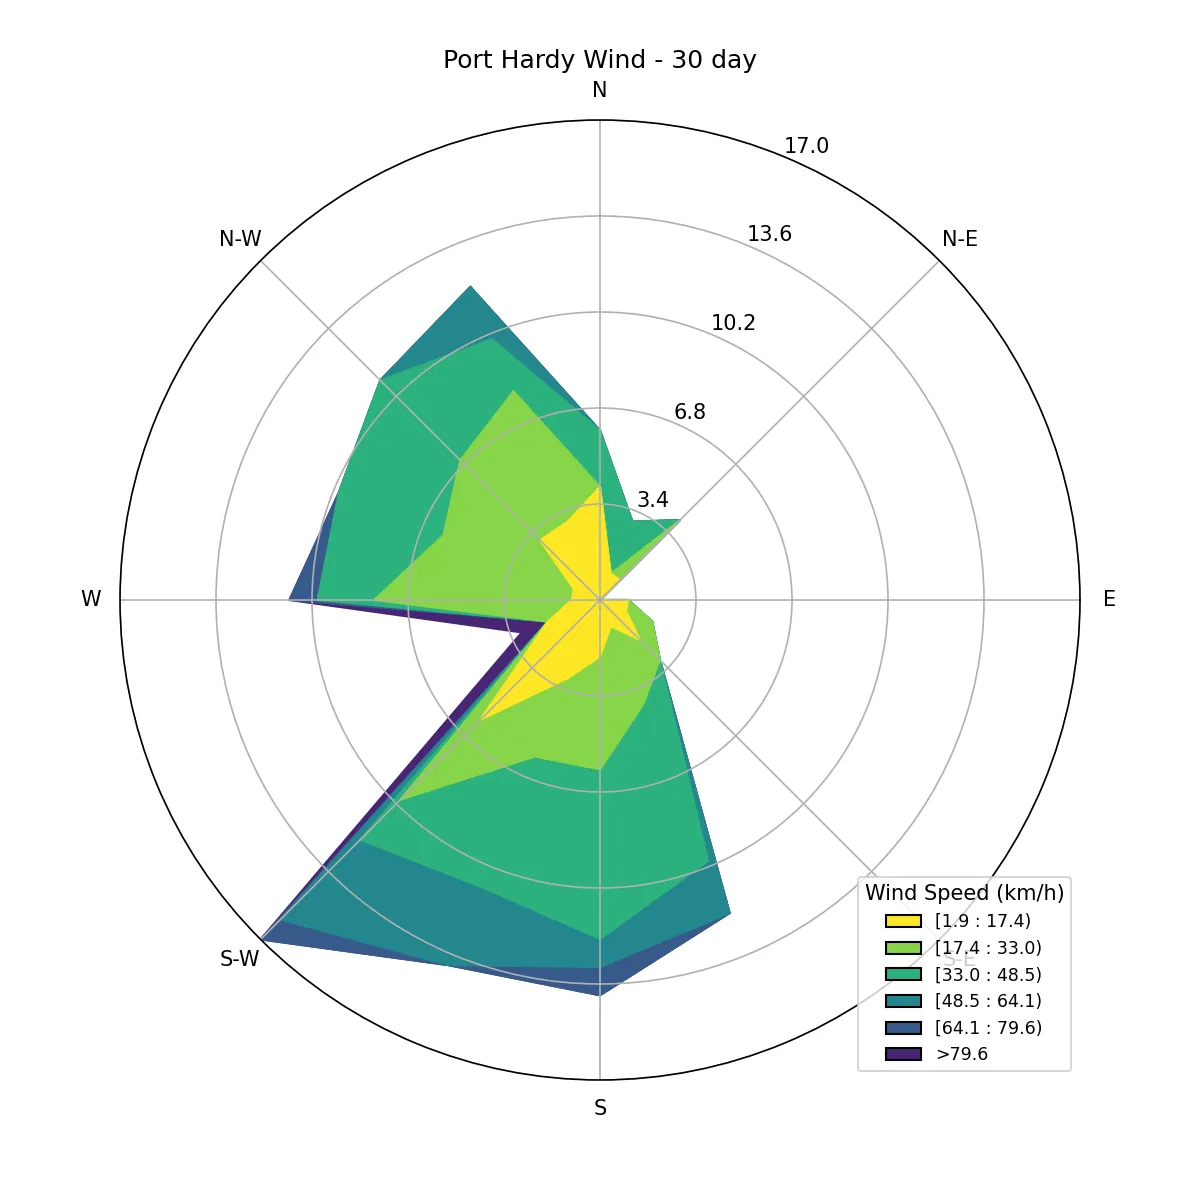 Port Hardy Wind - 30 day
N
17.0
13.6
N-W
N-E
10.2
6.8
3.4
W
E
S-W
S-E
Wind Speed (km/h)
[1.9 : 17.4)
[17.4 : 33.0)
[33.0 : 48.5)
[48.5 : 64.1)
[64.1 : 79.6)
>79.6
S